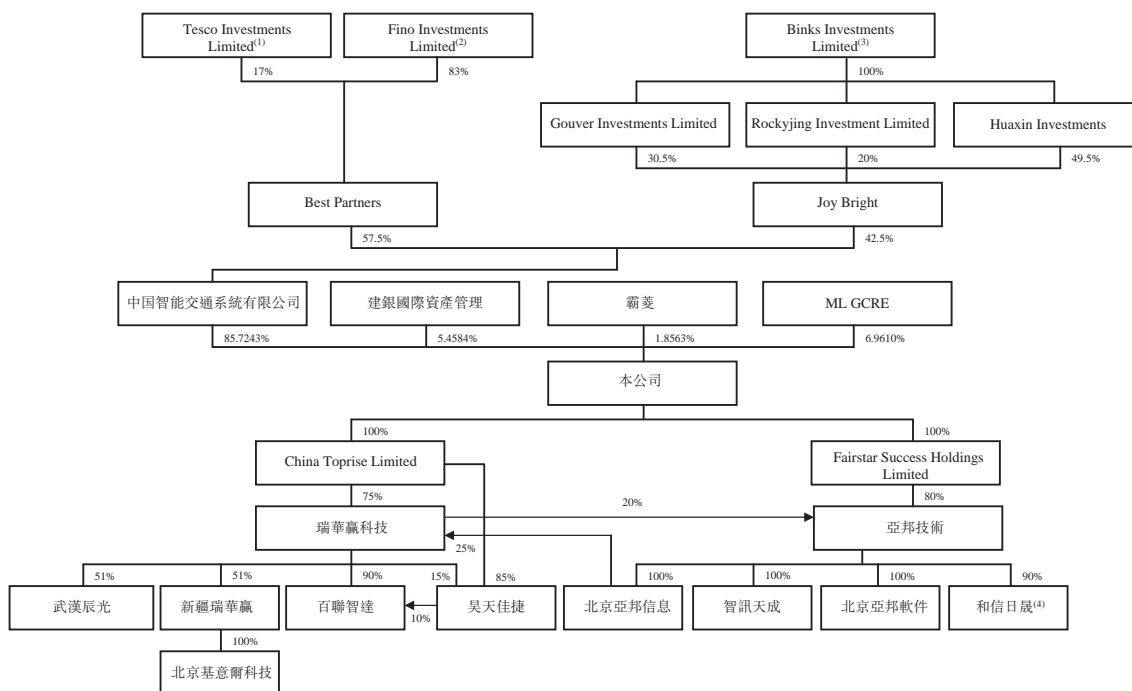 Tesco Investments
Limited(1)
Fino Investments
Limited(2)
Binks Investments
Limited(3)
17%
83%
100%
Gouver Investments Limited
Rockyjing Investment Limited
Huaxin Investments
30.5%
20%
49.5%
Best Partners
Joy Bright
57.5%
42.5%
中国智能交通系統有限公司
建銀國際資產管理
霸菱
ML GCRE
85.7243%
5.4584%
1.8563%
6.9610%
本公司
100%
100%
China Toprise Limited
Fairstar Success Holdings
Limited
75%
80%
20%
瑞華贏科技
亞邦技術
25%
51%
51%
90%
15%
85%
100%
100%
100%
90%
武漢辰光
新疆瑞華贏
百聯智達
昊天佳捷
北京亞邦信息
智訊天成
北京亞邦軟件
和信日晟(4)
10%
100%
北京基意爾科技